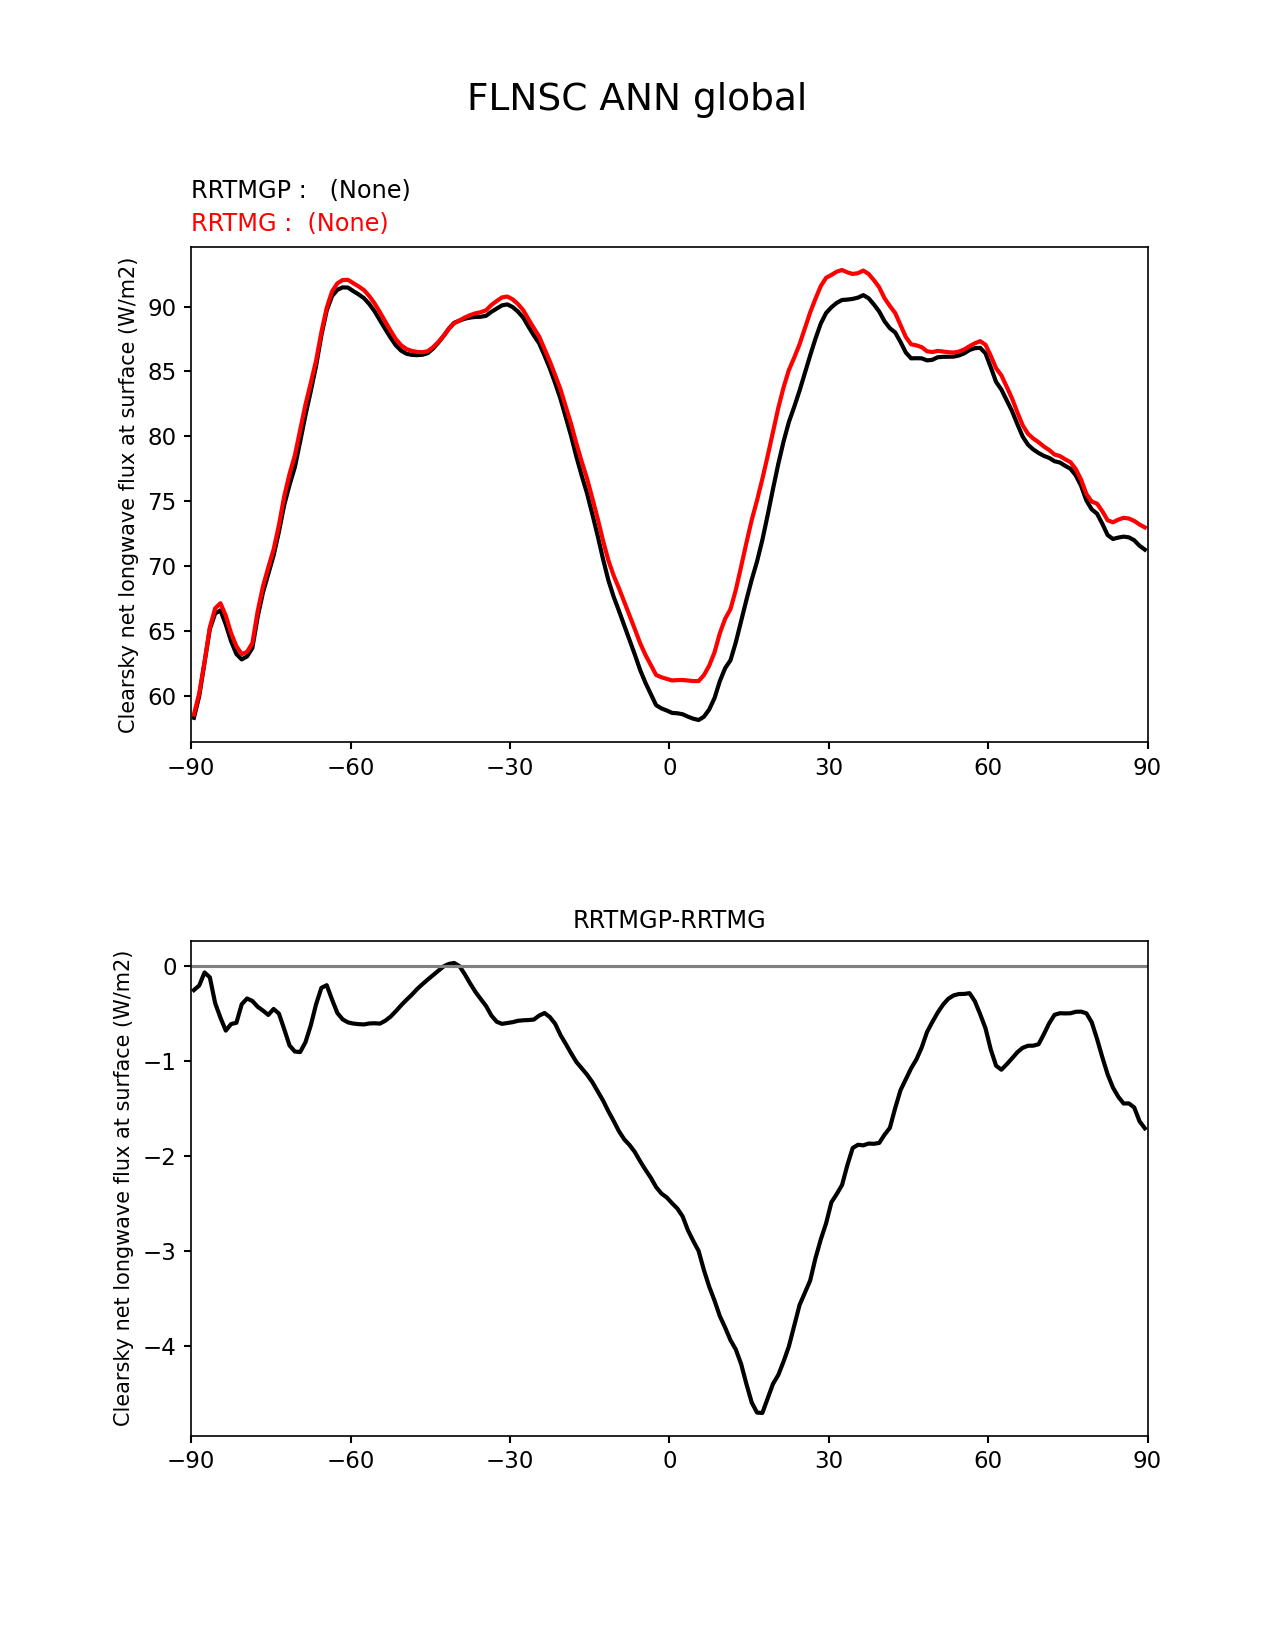 FLNSC ANN global
RRTMGP :   (None)
RRTMG :  (None)
Clearsky net longwave flux at surface (W/m2)
90
85
80
75
70
65
60
−90 −60 −30 0 30 60 90
RRTMGP-RRTMG
Clearsky net longwave flux at surface (W/m2)
0
−1
−2
−3
−4
−90 −60 −30 0 30 60 90